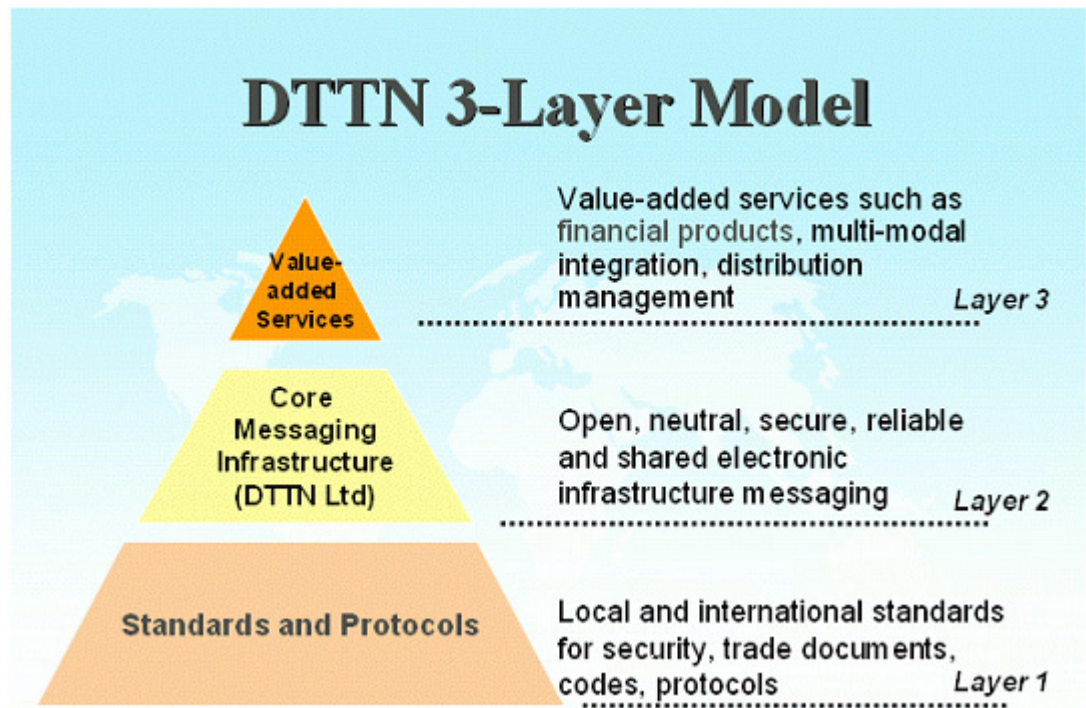 DTTN 3-Layer Model
Value-
added
Services
Value-added services such as
financial products, multi-modal
integration, distribution
management
Layer 3
Core
Messaging
Infrastructure
(DTTN Ltd)
Open, neutral, secure, reliable
and shared electronic
infrastructure messaging
Layer 2
Standards and Protocols
Local and international standards
for security, trade documents,
codes, protocols
Layer 1